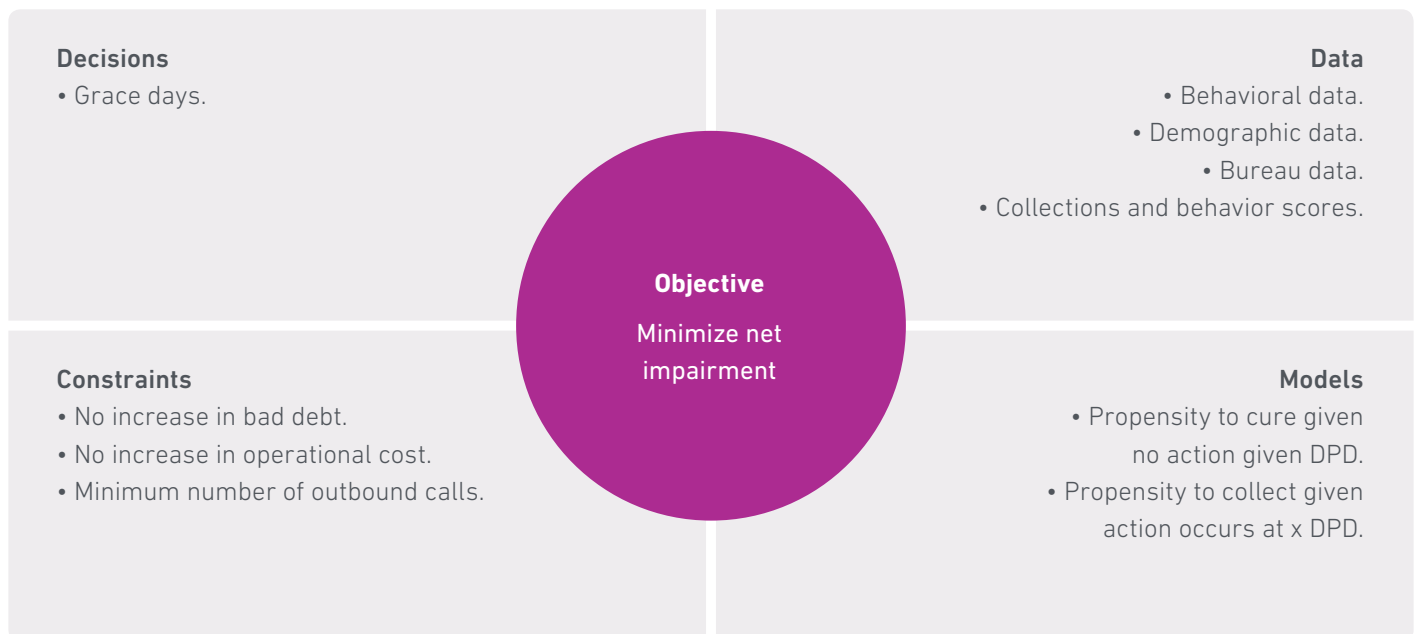 Decisions
• Grace days.
Data
• Behavioral data.
• Demographic data.
• Bureau data.
• Collections and behavior scores.
Objective
Minimize net
impairment
Constraints
• No increase in bad debt.
• No increase in operational cost.
• Minimum number of outbound calls.
Models
• Propensity to cure given
no action given DPD.
• Propensity to collect given
action occurs at x DPD.